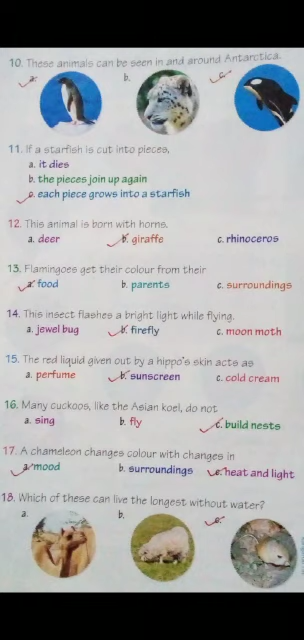 10. These animals can be seen in and around Antarctica.
a. b. c.
11. If a starfish is cut into pieces,
a. it dies
b. the pieces join up again
c. each piece grows into a starfish
12. This animal is born with horns.
a. deer b. giraffe c. rhinoceros
13. Flamingoes get their colour from their
a. food b. parents c. surroundings
14. This insect flashes a bright light while flying.
a. jewel bug b. firefly c. moon moth
15. The red liquid given out by a hippo's skin acts as
a. perfume b. sunscreen c. cold cream
16. Many cuckoos, like the Asian koel, do not
a. sing b. fly c. build nests
17. A chameleon changes colour with changes in
a. mood b. surroundings c. heat and light
18. Which of these can live the longest without water?
a. b. c.